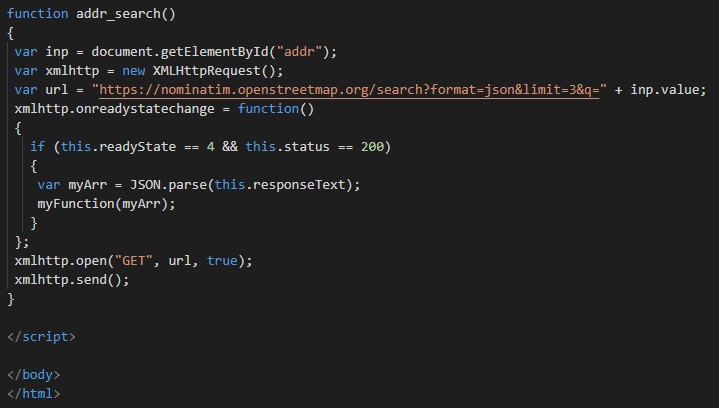 function addr_search()
{
var inp = document.getElementById("addr");
var xmlhttp = new XMLHttpRequest();
var url = "https://nominatim.openstreetmap.org/search?format=json&limit=3&q=" + inp.value;
xmlhttp.onreadystatechange = function()
{
if (this.readyState == 4 && this.status == 200)
{
var myArr = JSON.parse(this.responseText);
myFunction(myArr);
}
};
xmlhttp.open("GET", url, true);
xmlhttp.send();
}
</script>
</body>
</html>